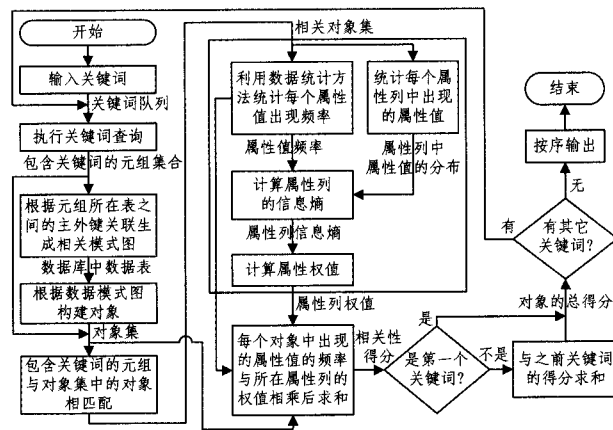 开始
输入关键词
关键词队列
执行关键词查询
包含关键词的元组集合
根据元组所在表之
间的主外键关联生
成相关模式图
数据库中数据表
根据数据模式图
构建对象
对象集
包含关键词的元组
与对象集中的对象
相匹配
相关对象集
利用数据统计方
法统计每个属性
值出现频率
统计每个属
性列中出现
的属性值
属性值频率
属性列中
属性值的分布
计算属性列
的信息熵
属性列信息熵
计算属性权值
属性列权值
每个对象中出现
的属性值的频率
与所在属性列的
权值相乘后求和
相关性
得分
是
是第一个
关键词?
不是
与之前关键词
的得分求和
对象的总得分
有其它
关键词?
有
无
按序输出
结束